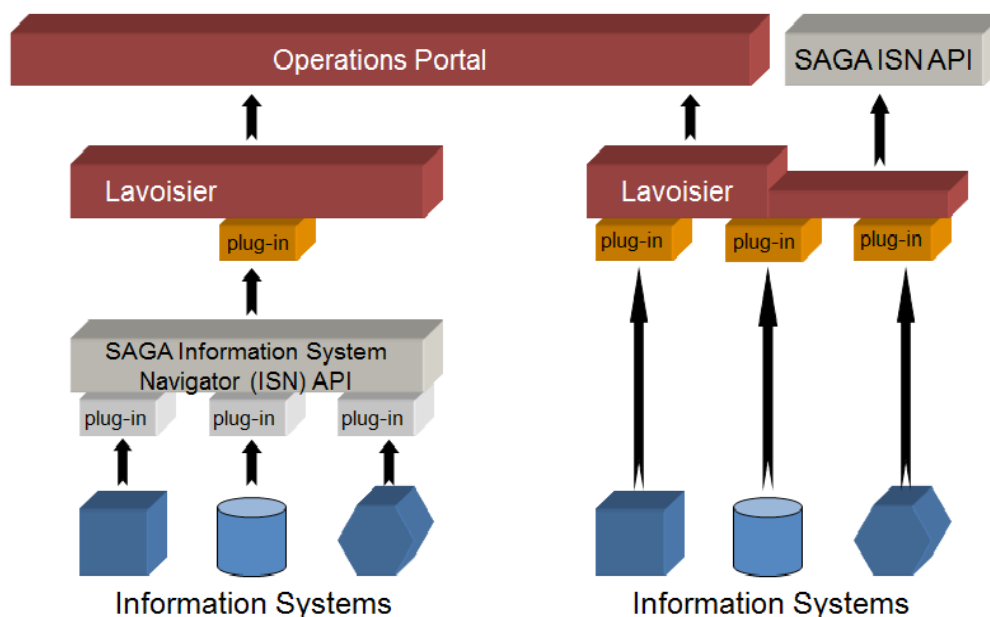 Operations Portal
SAGA ISN API
Lavoisier
Lavoisier
plug-in
plug-in
plug-in
plug-in
SAGA Information System
Navigator (ISN) API
plug-in
plug-in
plug-in
Information Systems
Information Systems